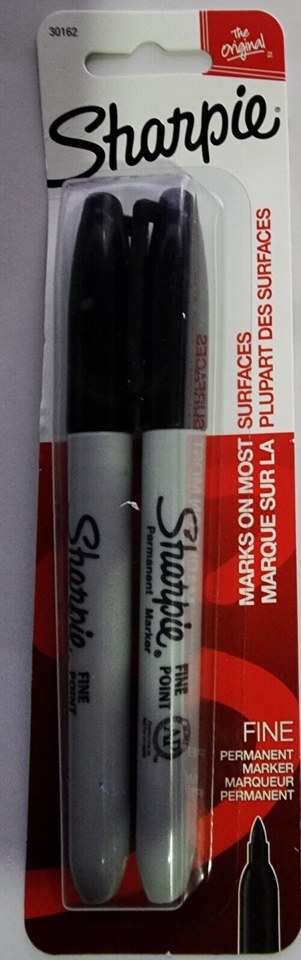 30162
The
Original
Sharpie®
MARKS ON MOST SURFACES
MARQUE SUR LA PLUPART DES SURFACES
Sharpie
FINE
POINT
Sharpie®
Permanent Marker
FINE
POINT
AP
FINE
PERMANENT
MARKER
MARQUEUR
PERMANENT